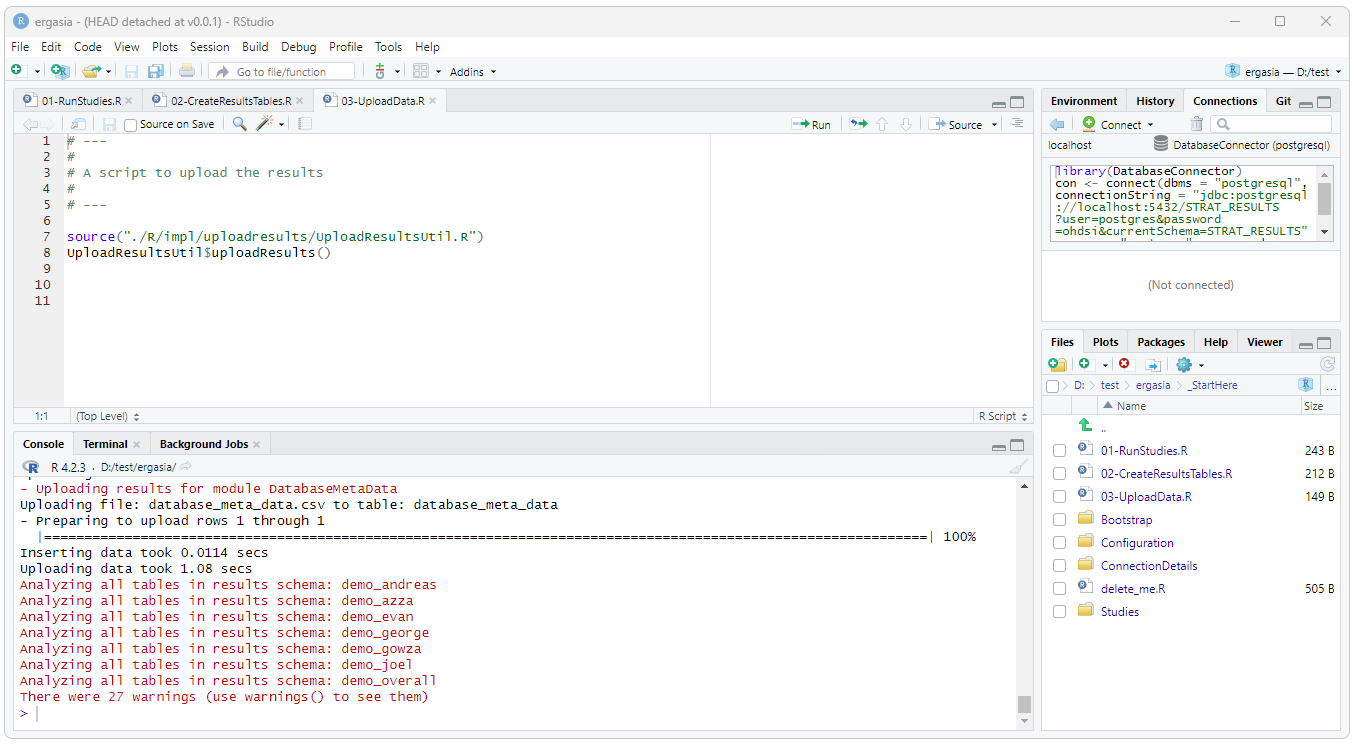 ergasia - (HEAD detached at v0.0.1) - RStudio
File Edit Code View Plots Session Build Debug Profile Tools Help
Go to file/function Addins ergasia — D:/test
01-RunStudies.R 02-CreateResultsTables.R 03-UploadData.R
Source on Save Run Source
1 # ---
2 #
3 # A script to upload the results
4 #
5 # ---
6
7 source("./R/impl/uploadresults/UploadResultsUtil.R")
8 UploadResultsUtil$uploadResults()
9
10
11
1:1 (Top Level) R Script
Console Terminal Background Jobs
R 4.2.3 · D:/test/ergasia/
- Uploading results for module DatabaseMetaData
Uploading file: database_meta_data.csv to table: database_meta_data
- Preparing to upload rows 1 through 1
|==============================================================================================================| 100%
Inserting data took 0.0114 secs
Uploading data took 1.08 secs
Analyzing all tables in results schema: demo_andreas
Analyzing all tables in results schema: demo_azza
Analyzing all tables in results schema: demo_evan
Analyzing all tables in results schema: demo_george
Analyzing all tables in results schema: demo_gowza
Analyzing all tables in results schema: demo_joel
Analyzing all tables in results schema: demo_overall
There were 27 warnings (use warnings() to see them)
>
Environment History Connections Git
Connect
localhost DatabaseConnector (postgresql)
library(DatabaseConnector)
con <- connect(dbms = "postgresql",
connectionString = "jdbc:postgresql
://localhost:5432/STRAT_RESULTS
?user=postgres&password
=ohdsi&currentSchema=STRAT_RESULTS"
(Not connected)
Files Plots Packages Help Viewer
D: test ergasia _StartHere
...
Name Size
..
01-RunStudies.R 243 B
02-CreateResultsTables.R 212 B
03-UploadData.R 149 B
Bootstrap
Configuration
ConnectionDetails
delete_me.R 505 B
Studies